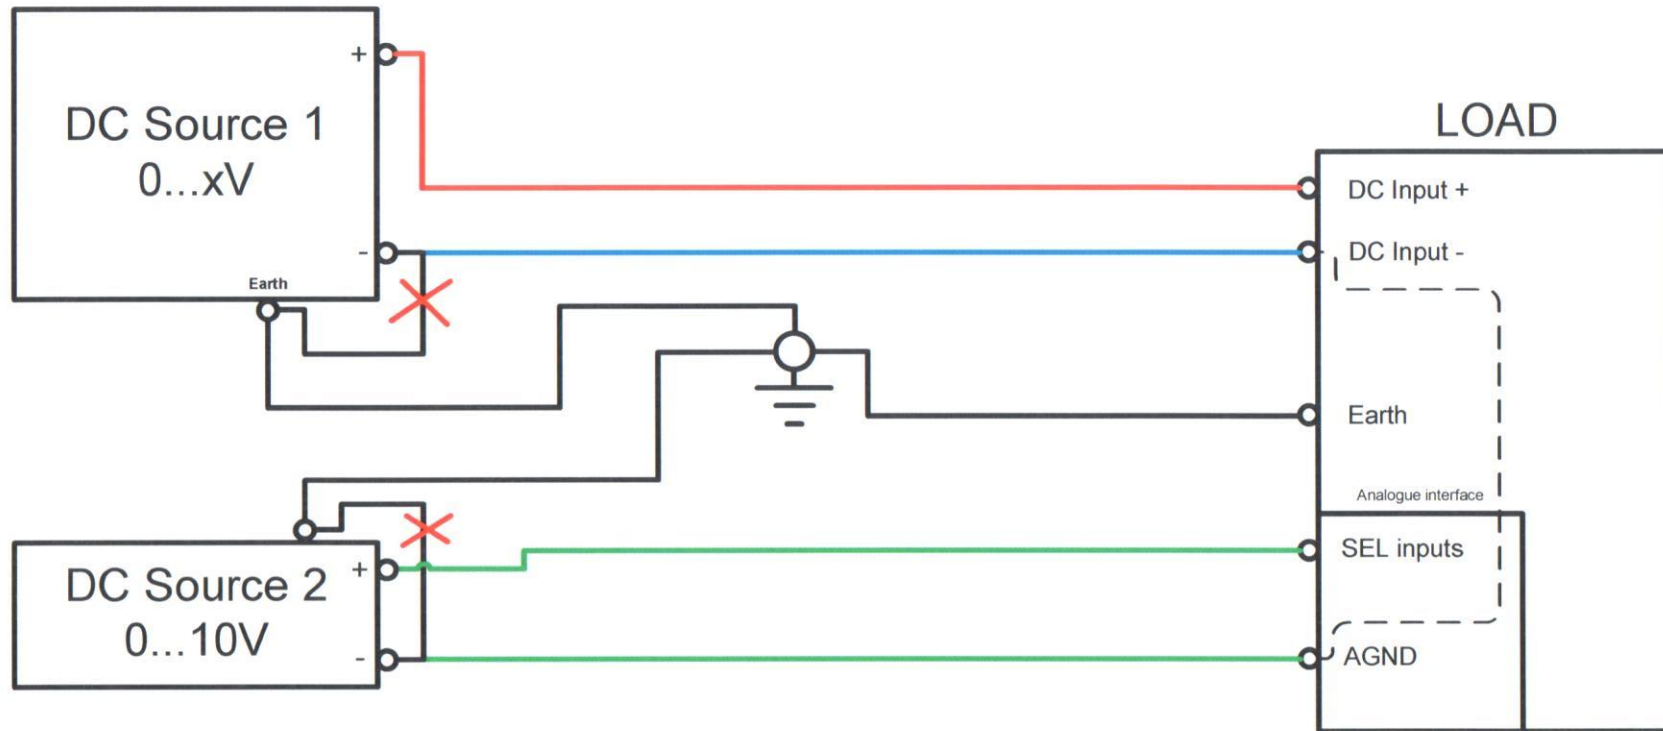 +
DC Source 1
0...xV
-
Earth
LOAD
DC Input +
DC Input -
Earth
Analogue interface
SEL inputs
AGND
+
DC Source 2
0...10V
-